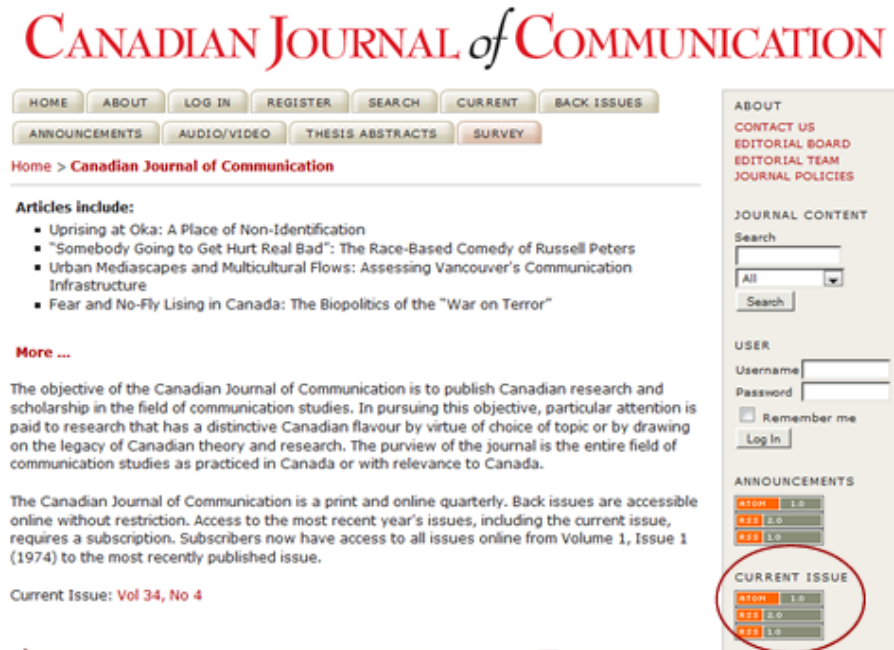 CANADIAN JOURNAL of COMMUNICATION
HOME ABOUT LOG IN REGISTER SEARCH CURRENT BACK ISSUES
ANNOUNCEMENTS AUDIO/VIDEO THESIS ABSTRACTS SURVEY
Home > Canadian Journal of Communication
Articles include:
▪ Uprising at Oka: A Place of Non-Identification
▪ "Somebody Going to Get Hurt Real Bad": The Race-Based Comedy of Russell Peters
▪ Urban Mediascapes and Multicultural Flows: Assessing Vancouver's Communication
Infrastructure
▪ Fear and No-Fly Lising in Canada: The Biopolitics of the "War on Terror"
More ...
The objective of the Canadian Journal of Communication is to publish Canadian research and
scholarship in the field of communication studies. In pursuing this objective, particular attention is
paid to research that has a distinctive Canadian flavour by virtue of choice of topic or by drawing
on the legacy of Canadian theory and research. The purview of the journal is the entire field of
communication studies as practiced in Canada or with relevance to Canada.
The Canadian Journal of Communication is a print and online quarterly. Back issues are accessible
online without restriction. Access to the most recent year's issues, including the current issue,
requires a subscription. Subscribers now have access to all issues online from Volume 1, Issue 1
(1974) to the most recently published issue.
Current Issue: Vol 34, No 4
ABOUT
CONTACT US
EDITORIAL BOARD
EDITORIAL TEAM
JOURNAL POLICIES
JOURNAL CONTENT
Search
All
Search
USER
Username
Password
Remember me
Log In
ANNOUNCEMENTS
ATOM 1.0
RSS 2.0
RSS 1.0
CURRENT ISSUE
ATOM 1.0
RSS 2.0
RSS 1.0